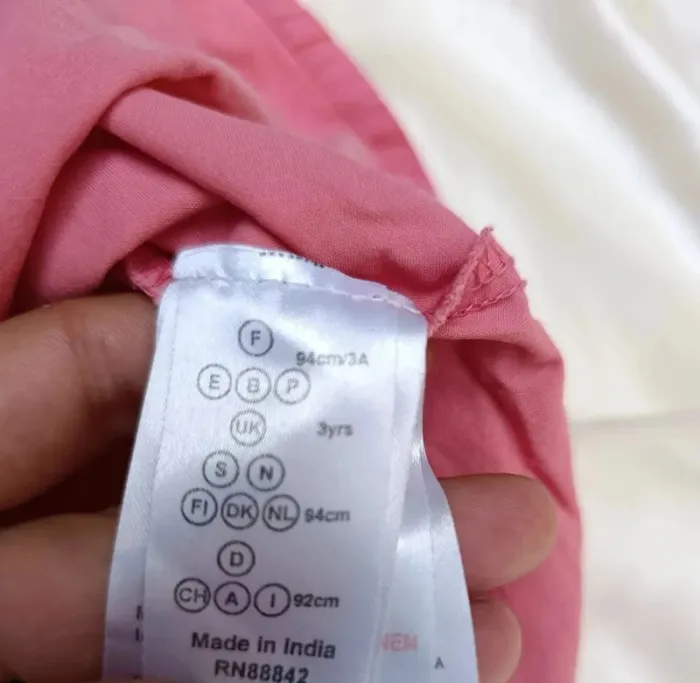 F
94cm/3A
E B P
UK 3yrs
S N
FI DK NL 94cm
D
CH A I 92cm
Made in India
RN88842
A